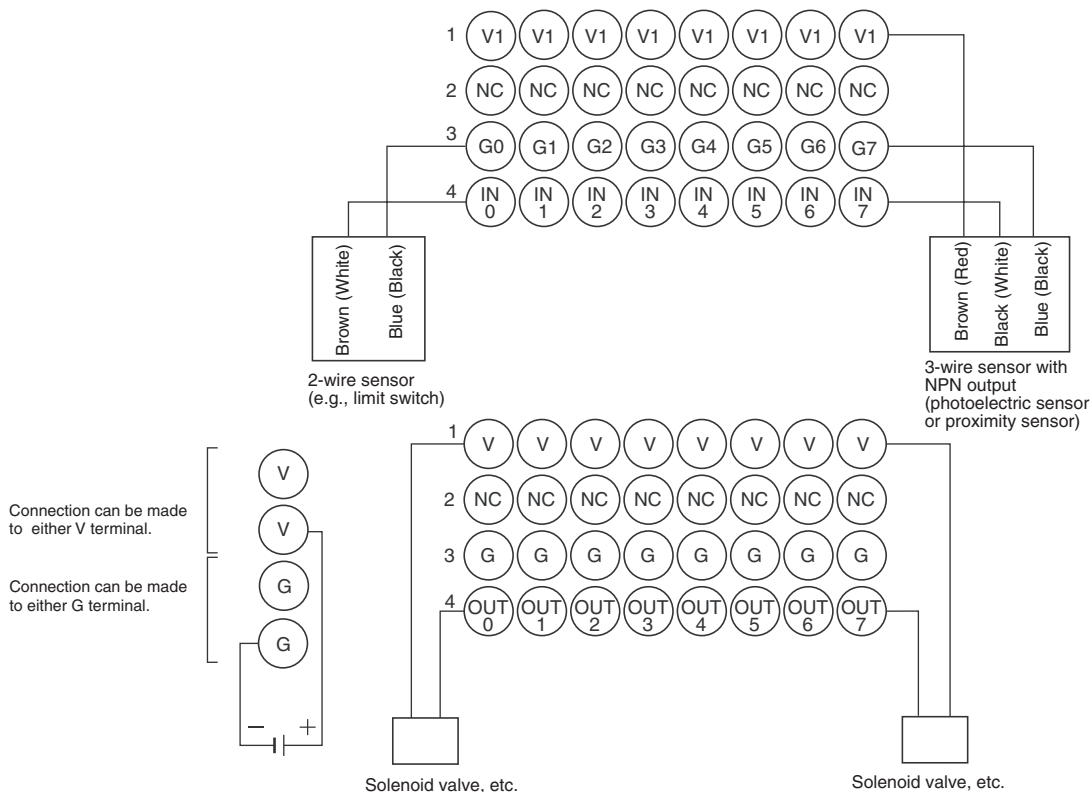 1 V1 V1 V1 V1 V1 V1 V1 V1
2 NC NC NC NC NC NC NC NC
3 G0 G1 G2 G3 G4 G5 G6 G7
4 IN 0 IN 1 IN 2 IN 3 IN 4 IN 5 IN 6 IN 7
Brown (White)
Blue (Black)
2-wire sensor
(e.g., limit switch)
Brown (Red)
Black (White)
Blue (Black)
3-wire sensor with
NPN output
(photoelectric sensor
or proximity sensor)
V
V
G
G
Connection can be made
to either V terminal.
Connection can be made
to either G terminal.
− +
1 V V V V V V V V
2 NC NC NC NC NC NC NC NC
3 G G G G G G G G
4 OUT 0 OUT 1 OUT 2 OUT 3 OUT 4 OUT 5 OUT 6 OUT 7
Solenoid valve, etc.
Solenoid valve, etc.